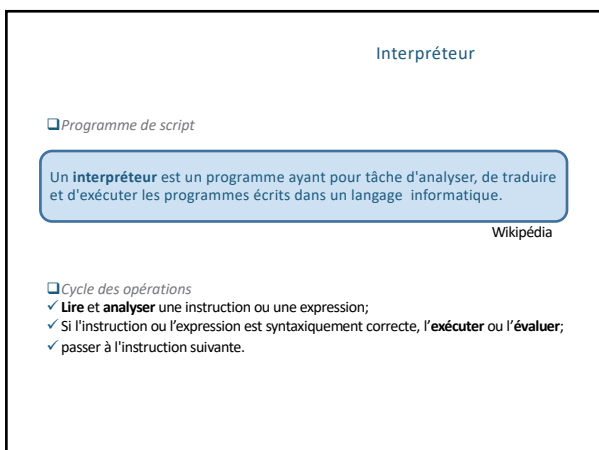 Interpréteur
❑Programme de script
Un interpréteur est un programme ayant pour tâche d'analyser, de traduire
et d'exécuter les programmes écrits dans un langage informatique.
Wikipédia
❑Cycle des opérations
✓ Lire et analyser une instruction ou une expression;
✓ Si l'instruction ou l’expression est syntaxiquement correcte, l’exécuter ou l’évaluer;
✓ passer à l'instruction suivante.